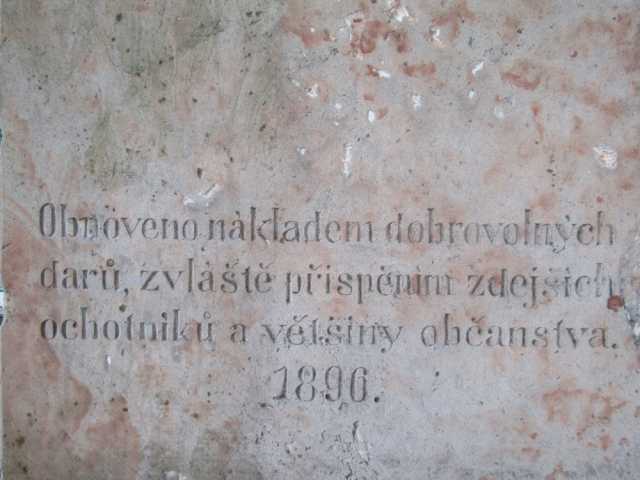 Obnoveno nákladem dobrovolných
darů, zvláště přispěním zdejších
ochotníků a většiny občanstva.
1896.